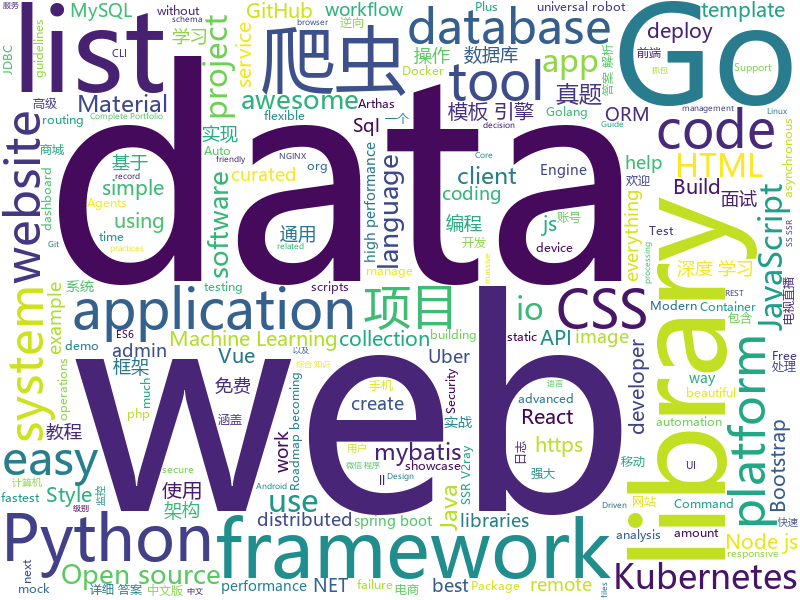 服务
schema
browser
逆向
universal robot
MySQL
without
GitHub
workflow
Plus
template
JDBC
guidelines
学习
service
database
操作
数据库
deploy
前端
抓包
CLI
list
project
爬虫
Docker
Go
答案 解析
Support
高级
Material
awesome
tool
app
真题
Arthas
一个
Golang
management
Linux
routing
Complete Portfolio
实现
flexible
Sql
模板 引擎
ORM
code
Guide
商城
Auto
NGINX
org
decision
Core
基于
friendly
curated
high performance
Engine
help
欢迎
HTML
asynchronous
website
dashboard
Agents
record
simple
client
coding
Build
面试
time
practices
using
software
language
编程
js
账号
everything
Test
JavaScript
Git
related
data
通用
开发
device
massive
深度 学习
SS SSR
system
系统
testing
manage
processing
REST
example
scripts
application
项目
io
CSS
library
Modern
Container
电视直播
ES6
static
包含
demo
Machine Learning
collection
building
API
image
operations
admin
Vue
Uber
developer
platform
Free
处理
much
框架
免费
手机
综合 知识
Security
way
beautiful
教程
create
advanced
语言
automation
php
涵盖
easy
work
用户
实战
React
https
UI
Roadmap becoming
mybatis
showcase
日志
强大
移动
Bootstrap
计算机
Style
使用
secure
微信 程序
Java
SSR V2ray
网站
Command
fastest
监控
架构
Android
Design
II
web
use
Python
framework
Node js
级别
distributed
spring boot
libraries
analysis
Driven
amount
快速
Open source
Kubernetes
next
mock
详细 答案
中文版
中文
performance
NET
电商
failure
best
Package
remote
files
responsive